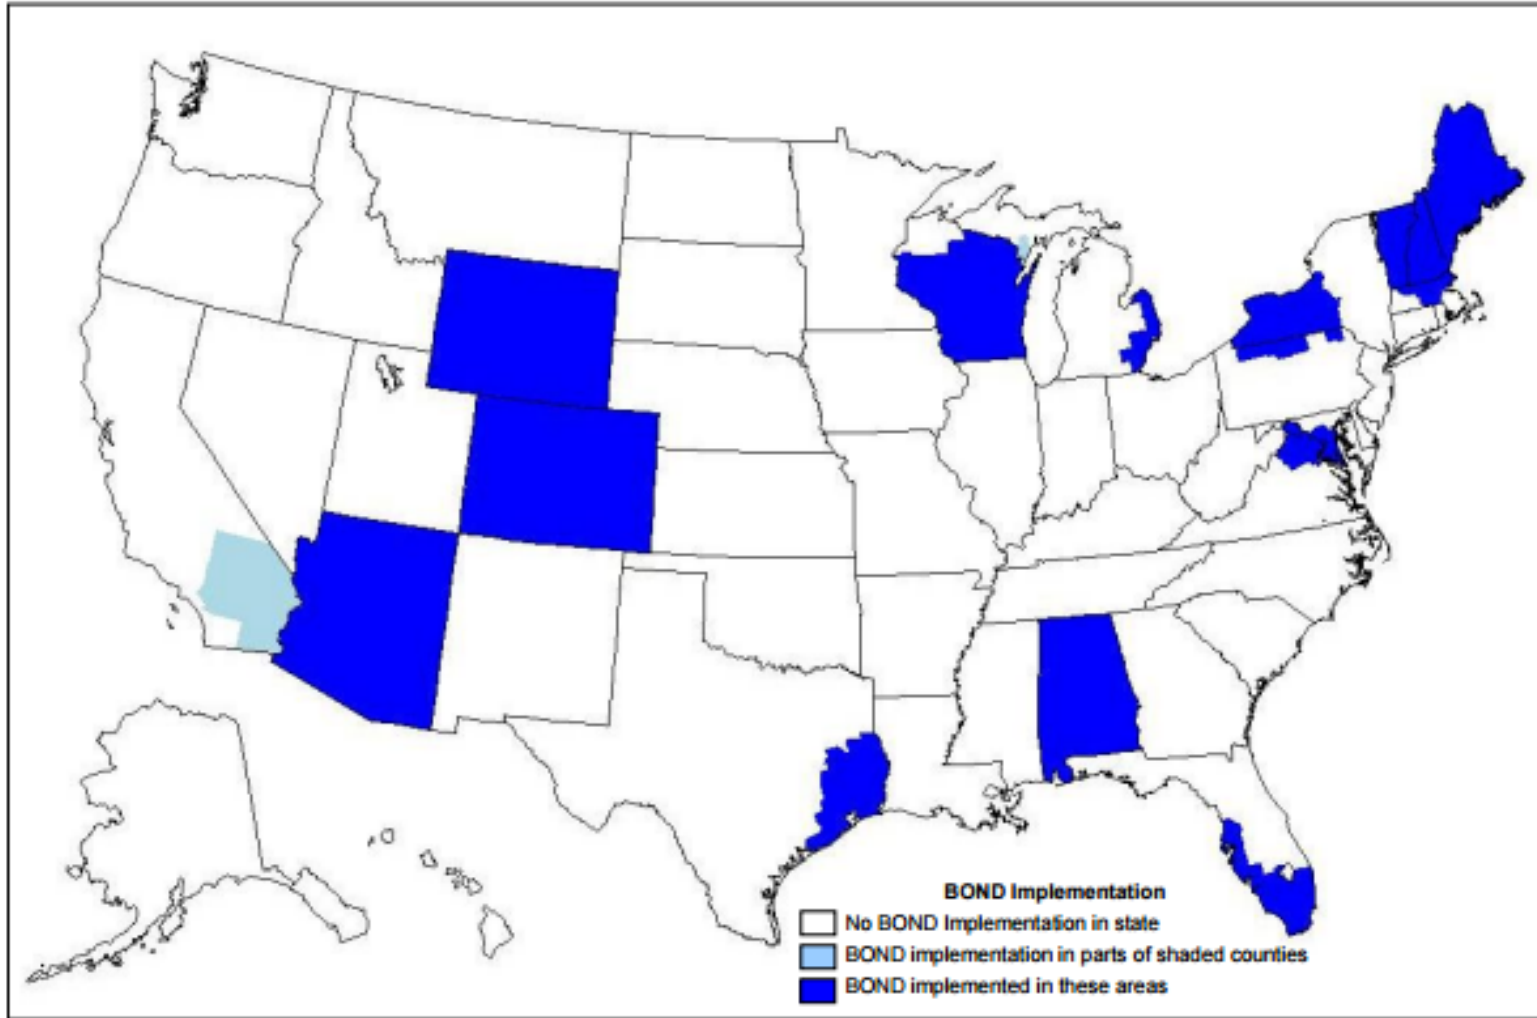 BOND Implementation
No BOND Implementation in state
BOND implementation in parts of shaded counties
BOND implemented in these areas